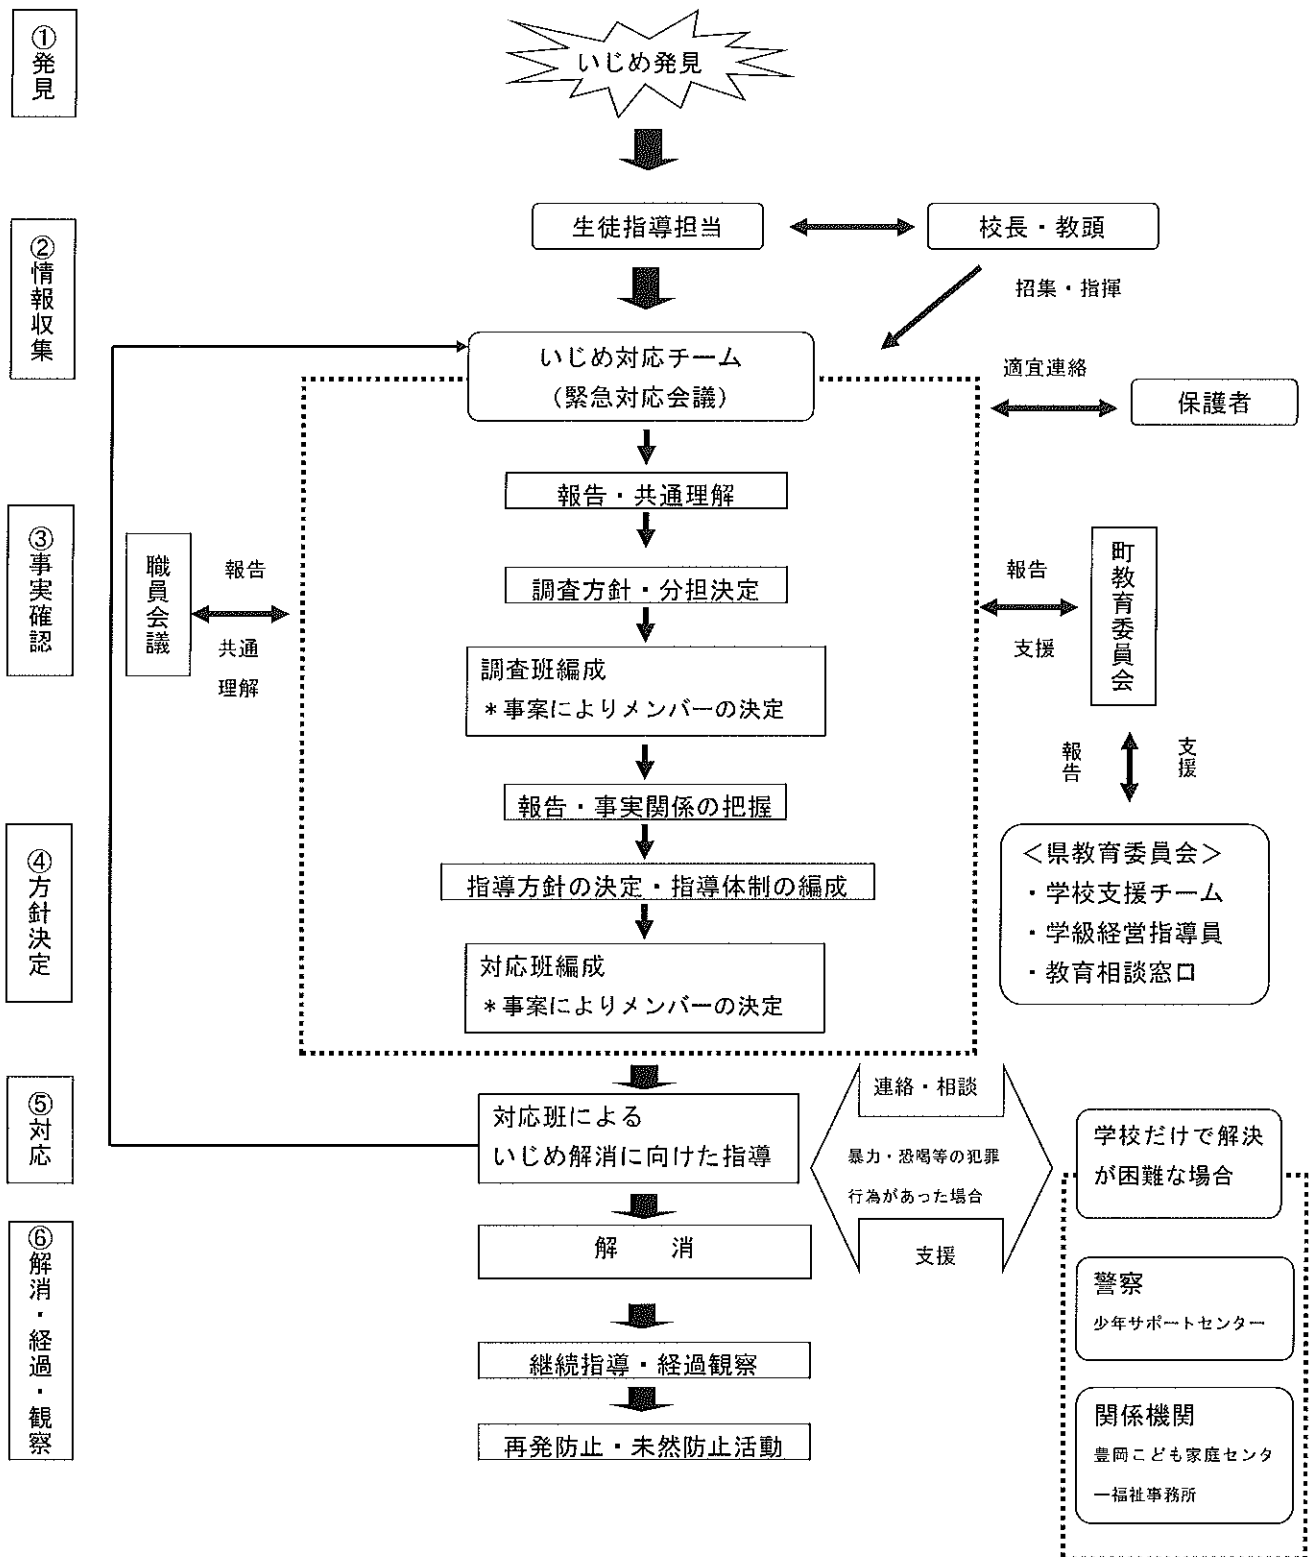 ①発見
いじめ発見
②情報収集
生徒指導担当
校長・教頭
招集・指揮
いじめ対応チーム
（緊急対応会議）
適宜連絡
保護者
報告・共通理解
③事実確認
職員会議
報告
共通
理解
調査方針・分担決定
報告
支援
町教育委員会
調査班編成
＊事案によりメンバーの決定
報告
支援
報告・事実関係の把握
④方針決定
指導方針の決定・指導体制の編成
＜県教育委員会＞
・学校支援チーム
・学級経営指導員
・教育相談窓口
対応班編成
＊事案によりメンバーの決定
⑤対応
対応班による
いじめ解消に向けた指導
連絡・相談
暴力・恐喝等の犯罪
行為があった場合
支援
学校だけで解決
が困難な場合
⑥解消・経過・観察
解　消
警察
少年サポートセンター
継続指導・経過観察
再発防止・未然防止活動
関係機関
豊岡こども家庭センタ
ー福祉事務所